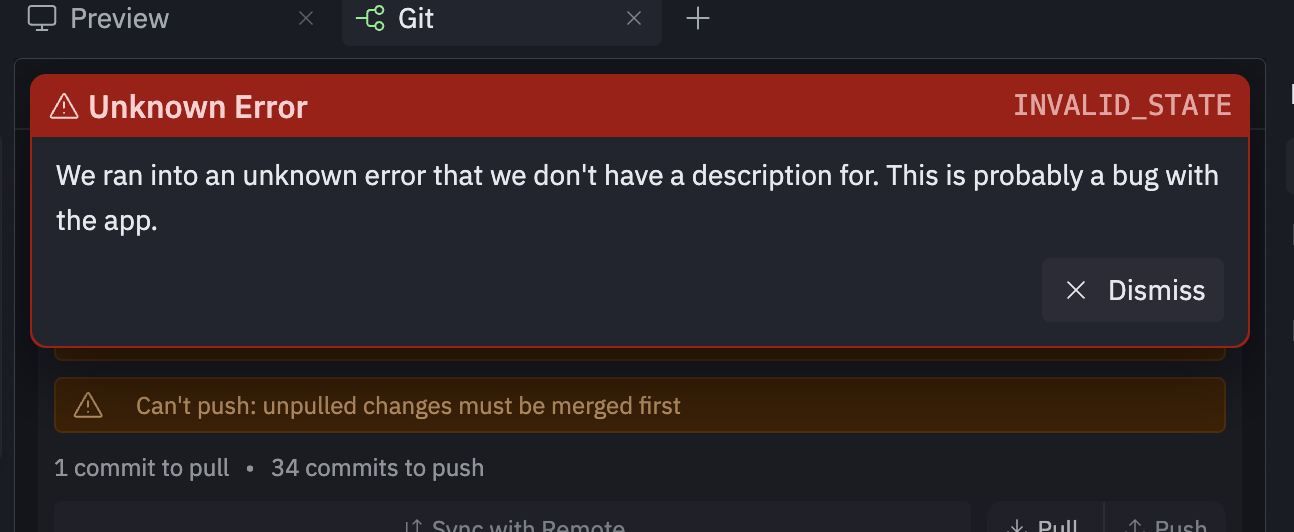 Preview
Git
Unknown Error
INVALID_STATE
We ran into an unknown error that we don't have a description for. This is probably a bug with
the app.
Dismiss
Can't push: unpulled changes must be merged first
1 commit to pull • 34 commits to push
Sync with Remote
Pull
Push